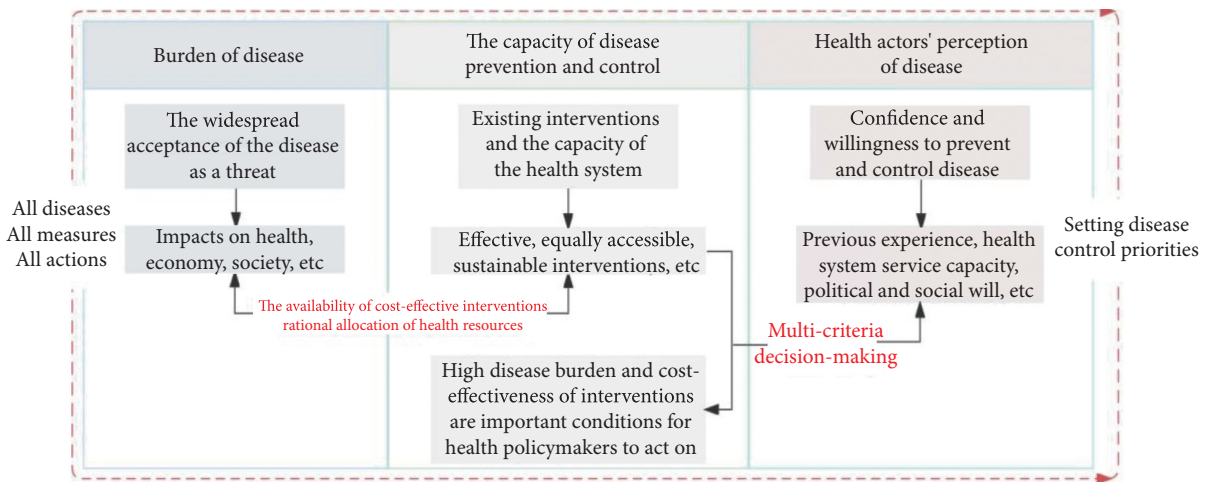 Burden of disease
The capacity of disease
prevention and control
Health actors' perception
of disease
All diseases
All measures
All actions
The widespread
acceptance of the disease
as a threat
Impacts on health,
economy, society, etc
Existing interventions
and the capacity of
the health system
Effective, equally accessible,
sustainable interventions, etc
The availability of cost-effective interventions
rational allocation of health resources
High disease burden and cost-
effectiveness of interventions
are important conditions for
health policymakers to act on
Multi-criteria
decision-making
Confidence and
willingness to prevent
and control disease
Previous experience, health
system service capacity,
political and social will, etc
Setting disease
control priorities